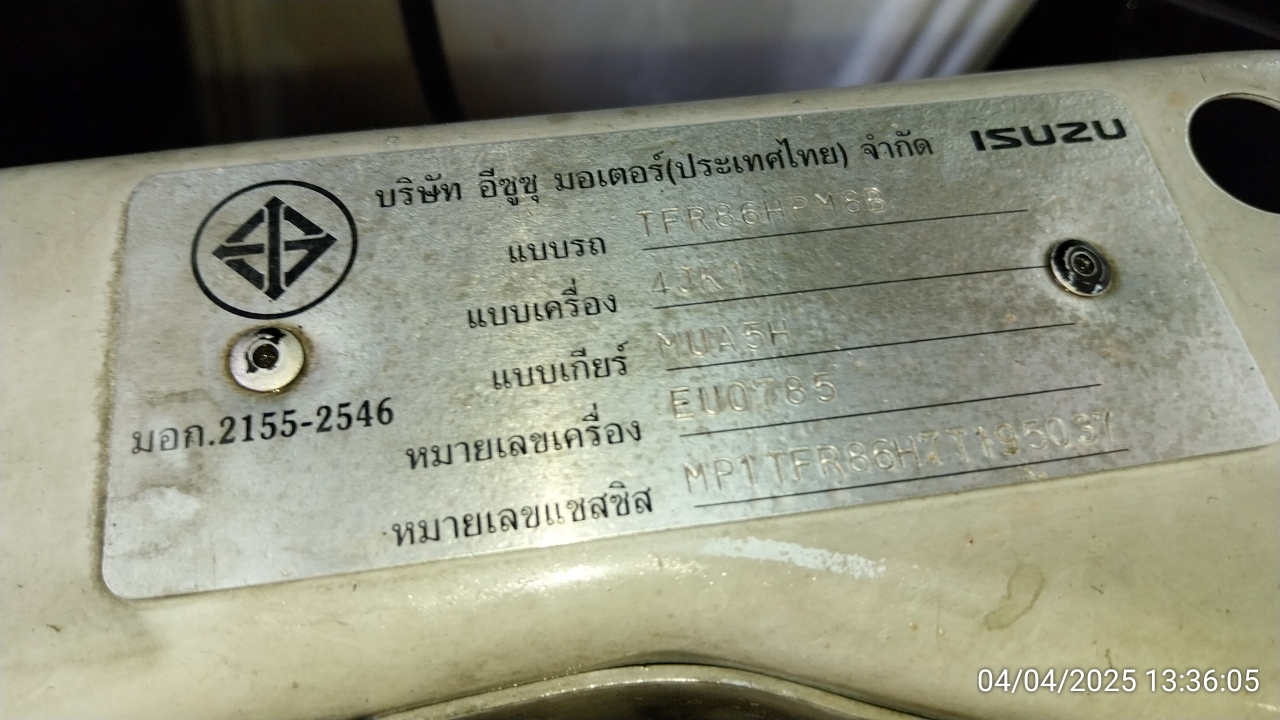 บริษัท อีซูซุ มอเตอร์(ประเทศไทย) จำกัด ISUZU
แบบรถ TFR86HPM8B
แบบเครื่อง 4JK1
แบบเกียร์ MUA5H
มอก.2155-2546
หมายเลขเครื่อง EU0785
หมายเลขแชสซิส MP1TFR86HTT195037
04/04/2025 13:36:05